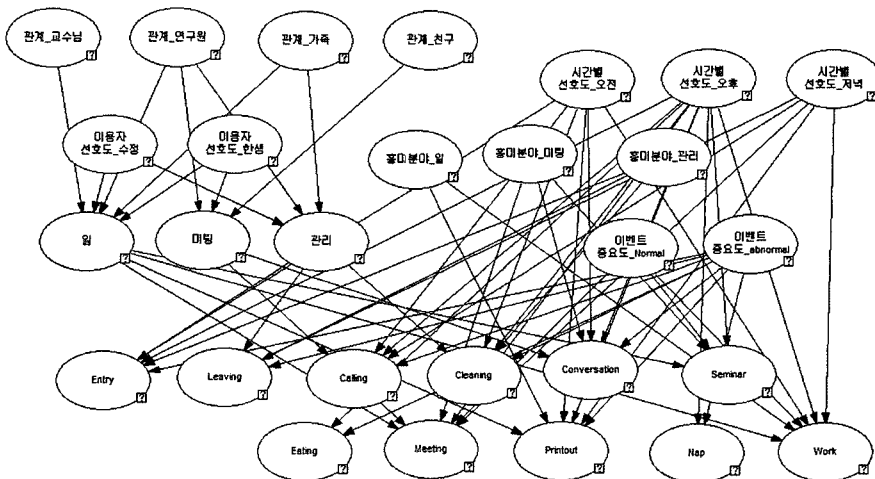 관계_교수님
관계_연구원
관계_가족
관계_친구
시간별
선호도_오전
시간별
선호도_오후
시간별
선호도_저녁
이용자
선호도_수정
이용자
선호도_한샘
흥미분야_일
흥미분야_미팅
흥미분야_관리
일
미팅
관리
이벤트
중요도_Normal
이벤트
중요도_abnormal
Entry
Leaving
Calling
Cleaning
Conversation
Seminar
Eating
Meeting
Printout
Nap
Work